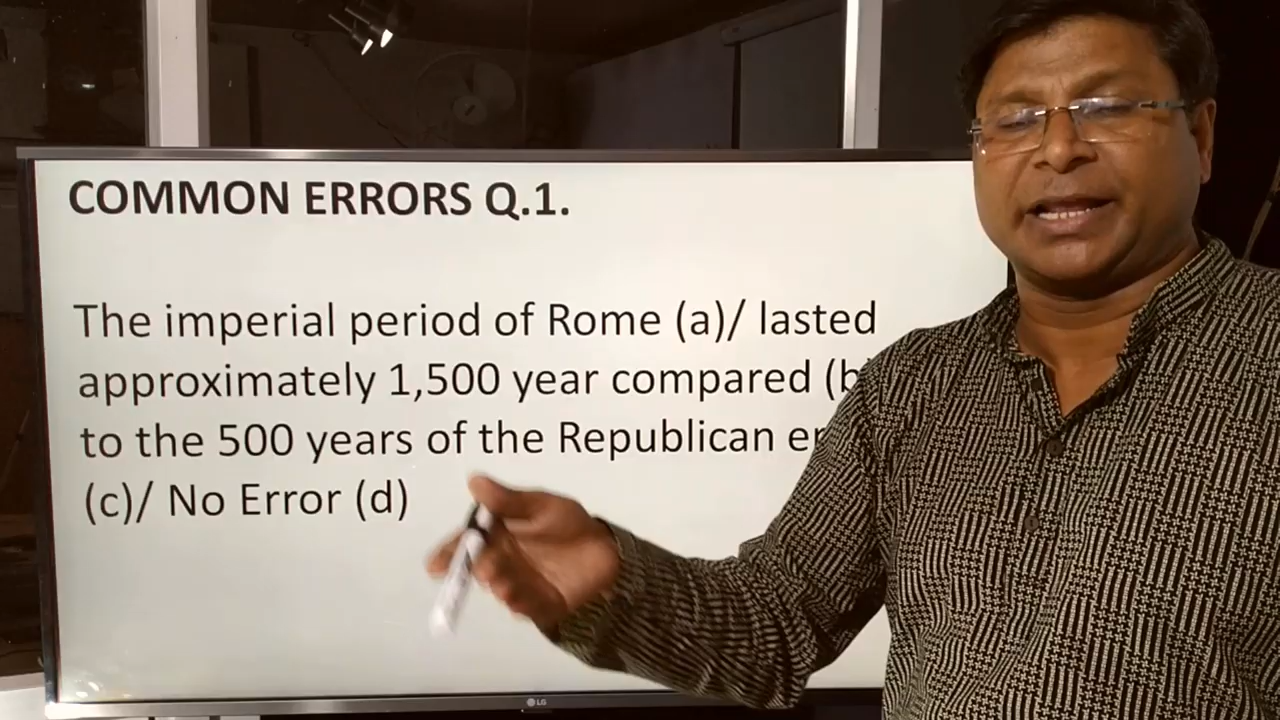 COMMON ERRORS Q.1.
The imperial period of Rome (a)/ lasted
approximately 1,500 year compared (b
to the 500 years of the Republican er
(c)/ No Error (d)
LG